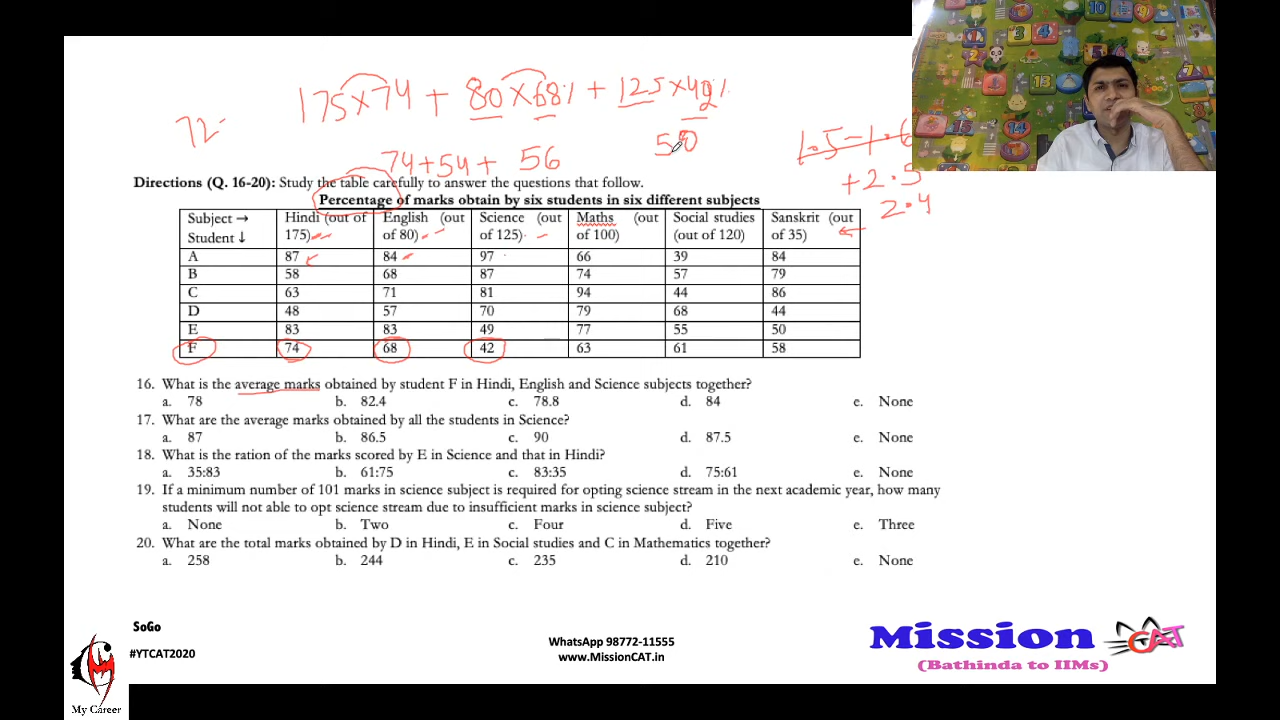 175 x 74 + 80 x 68% + 125 x 42%
72
50
1.5 - 1.6
74 + 54 + 56
+ 2.5
2.4
Directions (Q. 16-20): Study the table carefully to answer the questions that follow.
Percentage of marks obtain by six students in six different subjects
Subject → Hindi (out of English (out Science (out Maths (out Social studies Sanskrit (out
Student ↓ 175) of 80) of 125) of 100) (out of 120) of 35)
A 87 84 97 66 39 84
B 58 68 87 74 57 79
C 63 71 81 94 44 86
D 48 57 70 79 68 44
E 83 83 49 77 55 50
F 74 68 42 63 61 58
16. What is the average marks obtained by student F in Hindi, English and Science subjects together?
a. 78 b. 82.4 c. 78.8 d. 84 e. None
17. What are the average marks obtained by all the students in Science?
a. 87 b. 86.5 c. 90 d. 87.5 e. None
18. What is the ration of the marks scored by E in Science and that in Hindi?
a. 35:83 b. 61:75 c. 83:35 d. 75:61 e. None
19. If a minimum number of 101 marks in science subject is required for opting science stream in the next academic year, how many
students will not able to opt science stream due to insufficient marks in science subject?
a. None b. Two c. Four d. Five e. Three
20. What are the total marks obtained by D in Hindi, E in Social studies and C in Mathematics together?
a. 258 b. 244 c. 235 d. 210 e. None
SoGo
#YTCAT2020
My Career
WhatsApp 98772-11555
www.MissionCAT.in
Mission CAT
(Bathinda to IIMs)